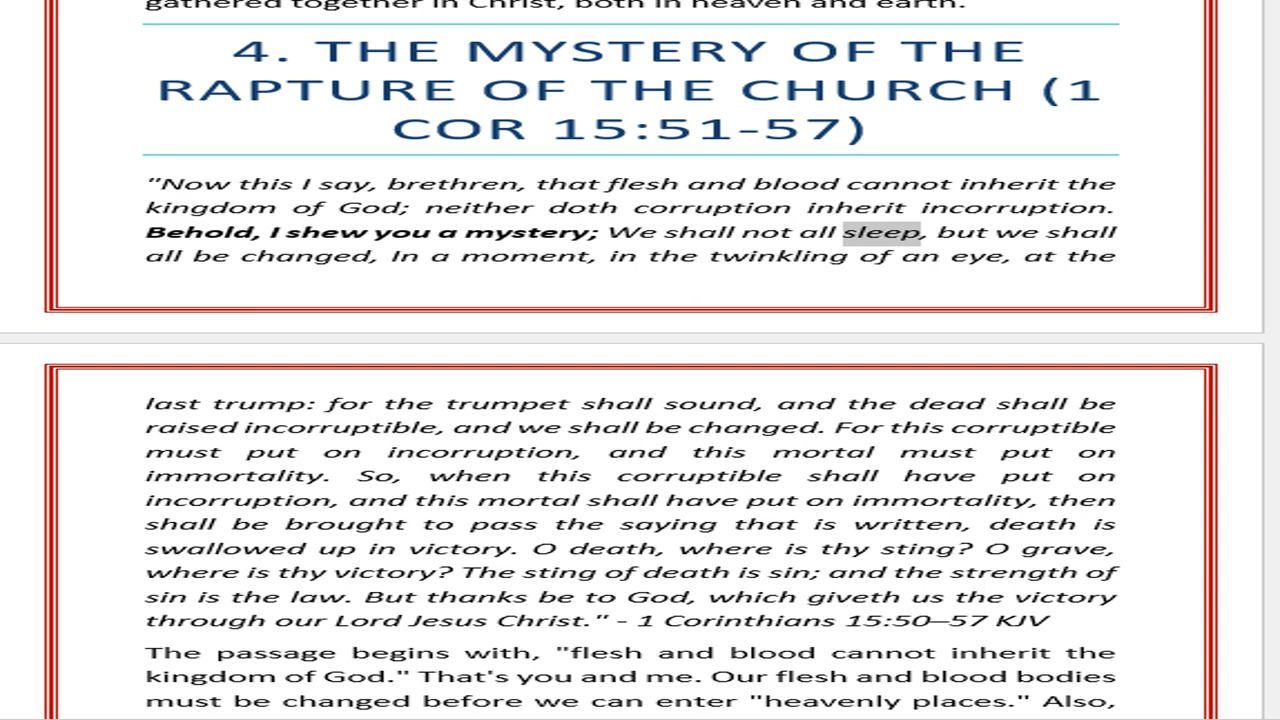 gathered together in Christ, both in heaven and earth.
4. THE MYSTERY OF THE
RAPTURE OF THE CHURCH (1
COR 15:51-57)
"Now this I say, brethren, that flesh and blood cannot inherit the
kingdom of God; neither doth corruption inherit incorruption.
Behold, I shew you a mystery; We shall not all sleep, but we shall
all be changed, In a moment, in the twinkling of an eye, at the
last trump: for the trumpet shall sound, and the dead shall be
raised incorruptible, and we shall be changed. For this corruptible
must put on incorruption, and this mortal must put on
immortality. So, when this corruptible shall have put on
incorruption, and this mortal shall have put on immortality, then
shall be brought to pass the saying that is written, death is
swallowed up in victory. O death, where is thy sting? O grave,
where is thy victory? The sting of death is sin; and the strength of
sin is the law. But thanks be to God, which giveth us the victory
through our Lord Jesus Christ." - 1 Corinthians 15:50–57 KJV
The passage begins with, "flesh and blood cannot inherit the
kingdom of God." That's you and me. Our flesh and blood bodies
must be changed before we can enter "heavenly places." Also,